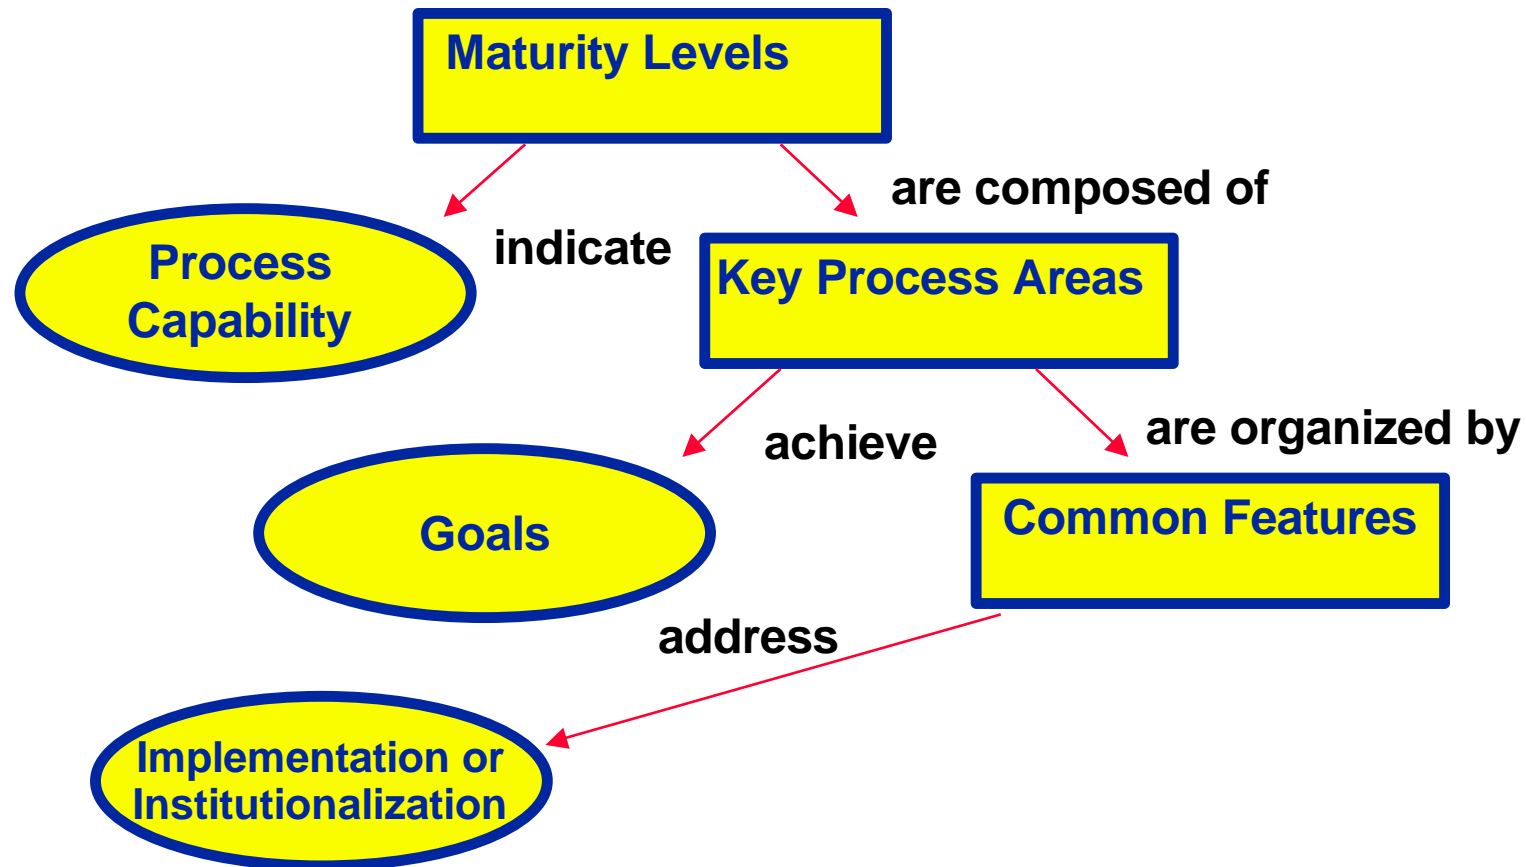 Maturity Levels
are composed of
indicate
Process
Capability
Key Process Areas
achieve
are organized by
Goals
Common Features
address
Implementation or
Institutionalization